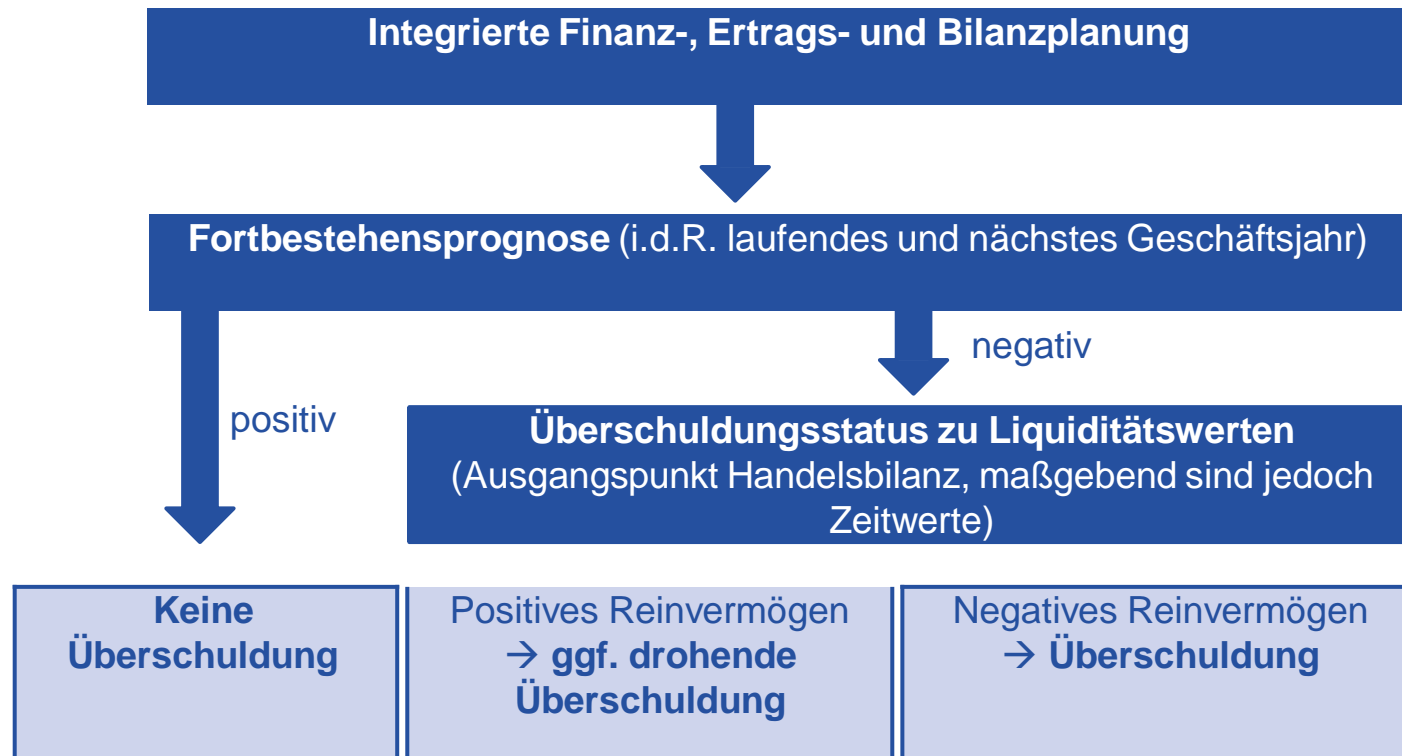 Integrierte Finanz-, Ertrags- und Bilanzplanung
Fortbestehensprognose (i.d.R. laufendes und nächstes Geschäftsjahr)
negativ
positiv
Überschuldungsstatus zu Liquiditätswerten
(Ausgangspunkt Handelsbilanz, maßgebend sind jedoch
Zeitwerte)
Keine
Überschuldung
Positives Reinvermögen
→ ggf. drohende
Überschuldung
Negatives Reinvermögen
→ Überschuldung